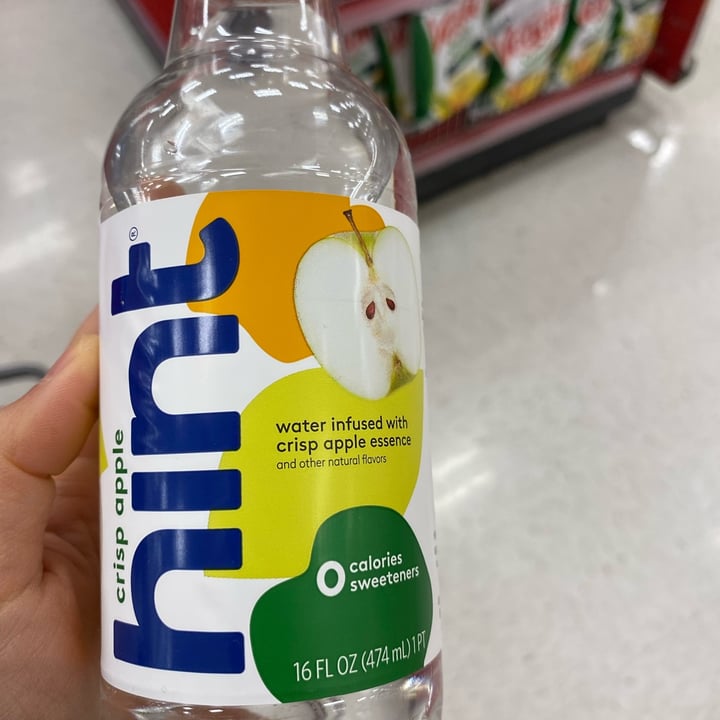 hint®
crisp apple
water infused with
crisp apple essence
and other natural flavors
0 calories
sweeteners
16 FL OZ (474 mL) 1 PT